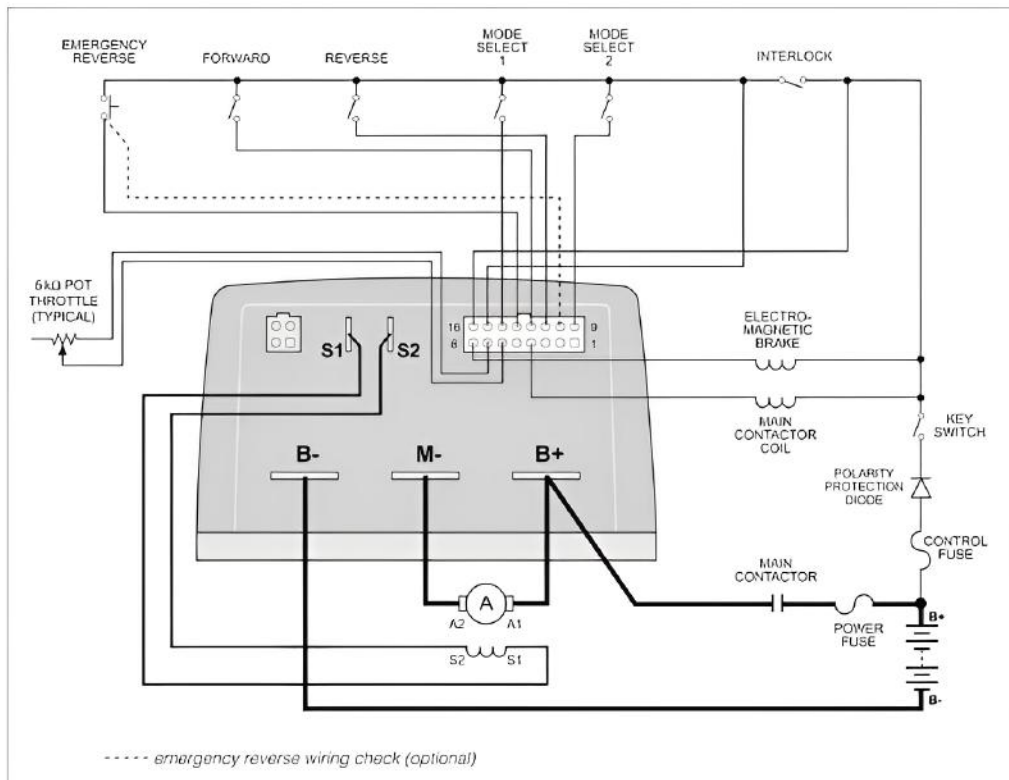 EMERGENCY
REVERSE
FORWARD
REVERSE
MODE
SELECT
1
MODE
SELECT
2
INTERLOCK
5kΩ POT
THROTTLE
(TYPICAL)
S1
S2
16
9
8
1
ELECTRO-
MAGNETIC
BRAKE
MAIN
CONTACTOR
COIL
KEY
SWITCH
POLARITY
PROTECTION
DIODE
CONTROL
FUSE
B-
M-
B+
MAIN
CONTACTOR
POWER
FUSE
A
A2
A1
S2
S1
B+
B-
emergency reverse wiring check (optional)